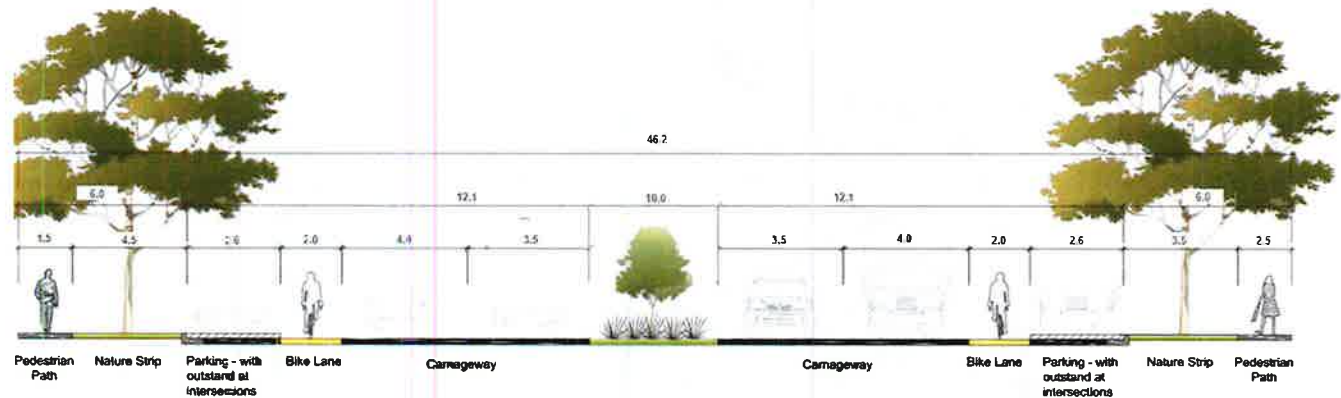 46.2
6.0 12.1 10.0 12.1 6.0
1.5 4.5 2.6 2.0 4.0 3.5 3.5 4.0 2.0 2.6 3.5 2.5
Pedestrian
Path
Nature Strip
Parking - with
outstand at
intersections
Bike Lane
Carriageway
Carriageway
Bike Lane
Parking - with
outstand at
intersections
Nature Strip
Pedestrian
Path